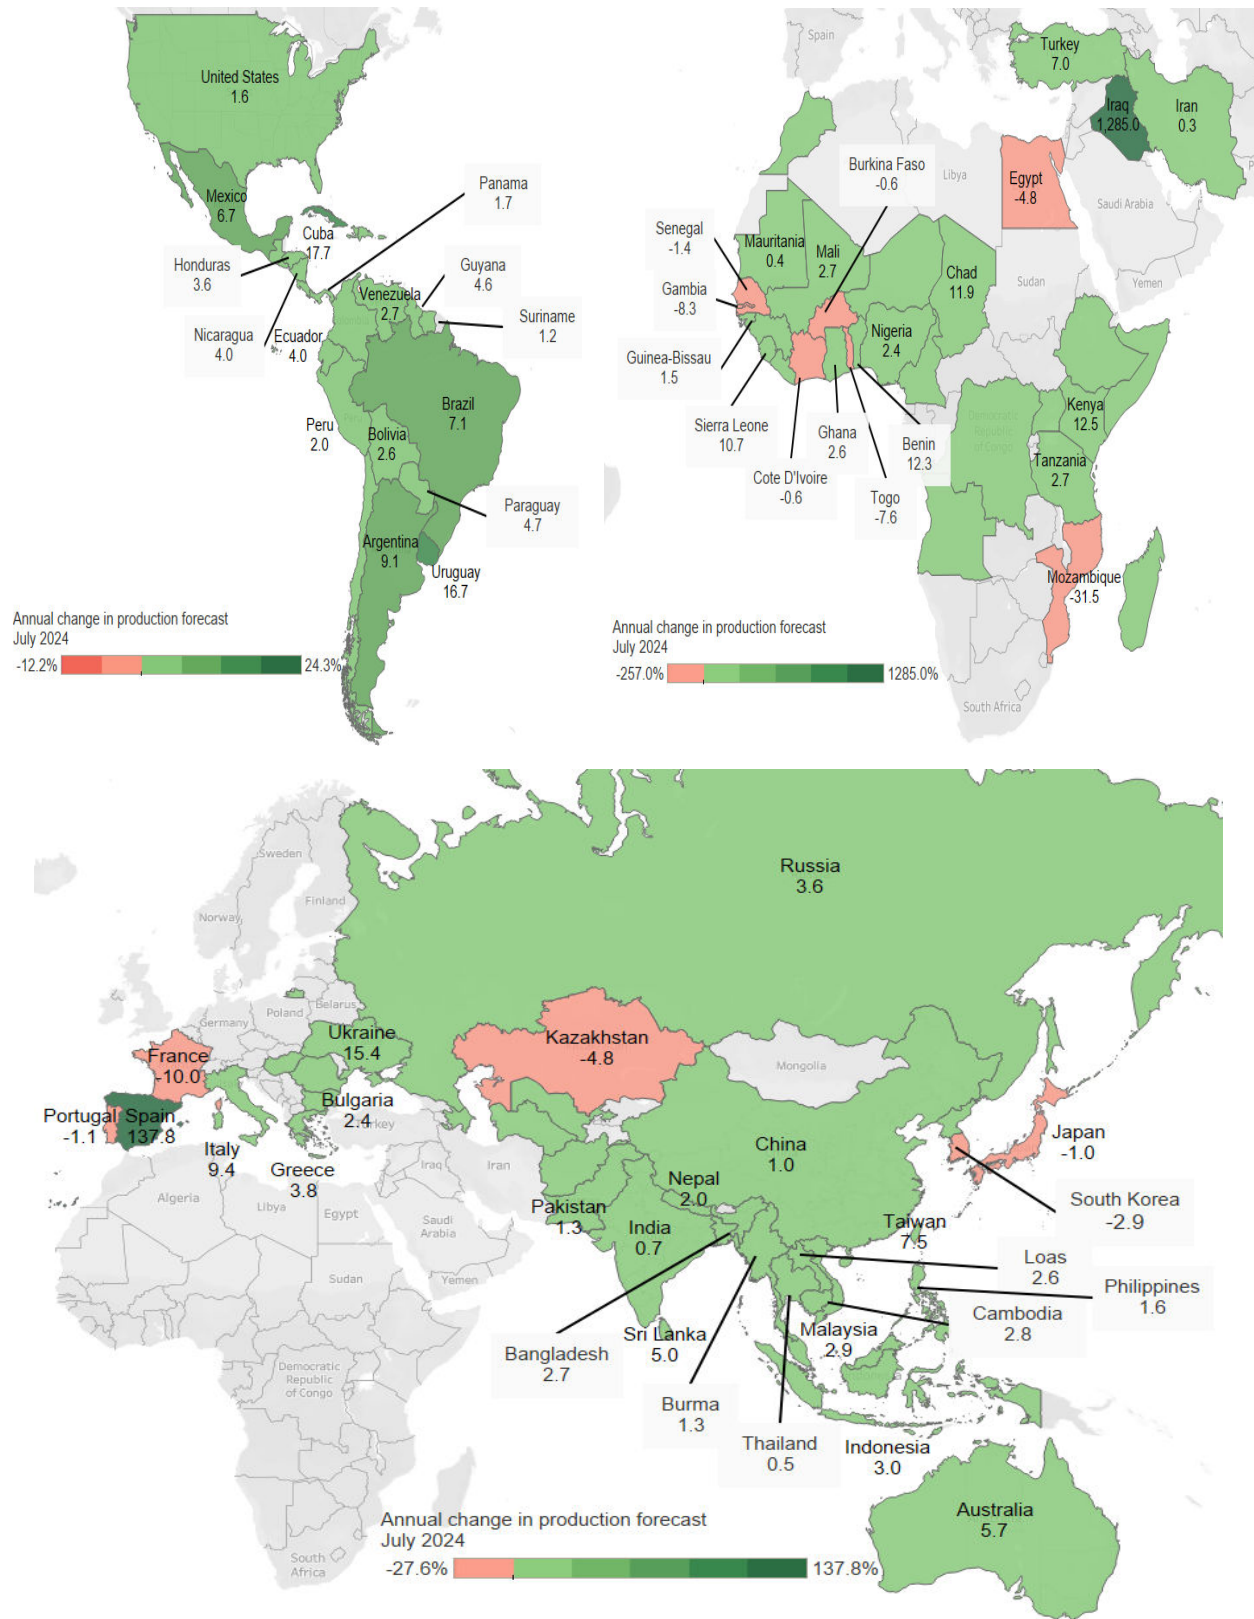 United States
1.6
Mexico
6.7
Cuba
17.7
Panama
1.7
Honduras
3.6
Guyana
4.6
Venezuela
2.7
Suriname
1.2
Nicaragua
4.0
Ecuador
4.0
Brazil
7.1
Peru
2.0
Bolivia
2.6
Paraguay
4.7
Argentina
9.1
Uruguay
16.7
Annual change in production forecast
July 2024
-12.2%
24.3%
Spain
Turkey
7.0
Iraq
1,285.0
Iran
0.3
Burkina Faso
-0.6
Libya
Egypt
-4.8
Saudi Arabia
Senegal
-1.4
Mauritania
0.4
Mali
2.7
Chad
11.9
Sudan
Yemen
Gambia
-8.3
Nigeria
2.4
Guinea-Bissau
1.5
Sierra Leone
10.7
Ghana
2.6
Benin
12.3
Democratic
Republic
of Congo
Kenya
12.5
Cote D'Ivoire
-0.6
Togo
-7.6
Tanzania
2.7
Mozambique
-31.5
South Africa
Annual change in production forecast
July 2024
-257.0%
1285.0%
Sweden
Finland
Norway
Russia
3.6
Belarus
Poland
Germany
Ukraine
15.4
Kazakhstan
-4.8
Mongolia
France
-10.0
Bulgaria
2.4
Portugal
-1.1
Spain
137.8
Italy
9.4
Greece
3.8
Iraq
Iran
China
1.0
Japan
-1.0
Algeria
Libya
Egypt
Saudi
Arabia
Pakistan
1.3
Nepal
2.0
India
0.7
South Korea
-2.9
Taiwan
7.5
Sudan
Yemen
Loas
2.6
Philippines
1.6
Cambodia
2.8
Sri Lanka
5.0
Malaysia
2.9
Bangladesh
2.7
Democratic
Republic
of Congo
Burma
1.3
Thailand
0.5
Indonesia
3.0
Australia
5.7
South
Africa
Annual change in production forecast
July 2024
-27.6%
137.8%